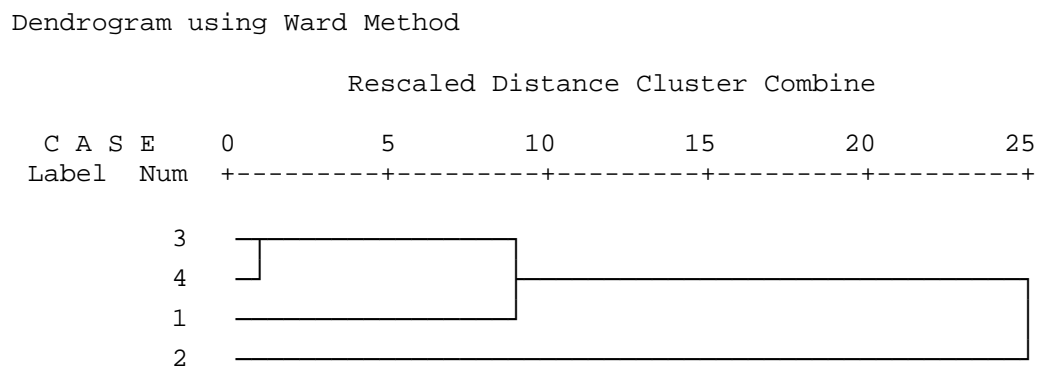 Dendrogram using Ward Method
Rescaled Distance Cluster Combine
C A S E 0 5 10 15 20 25
Label Num +---------+---------+---------+---------+---------+
3
4
1
2